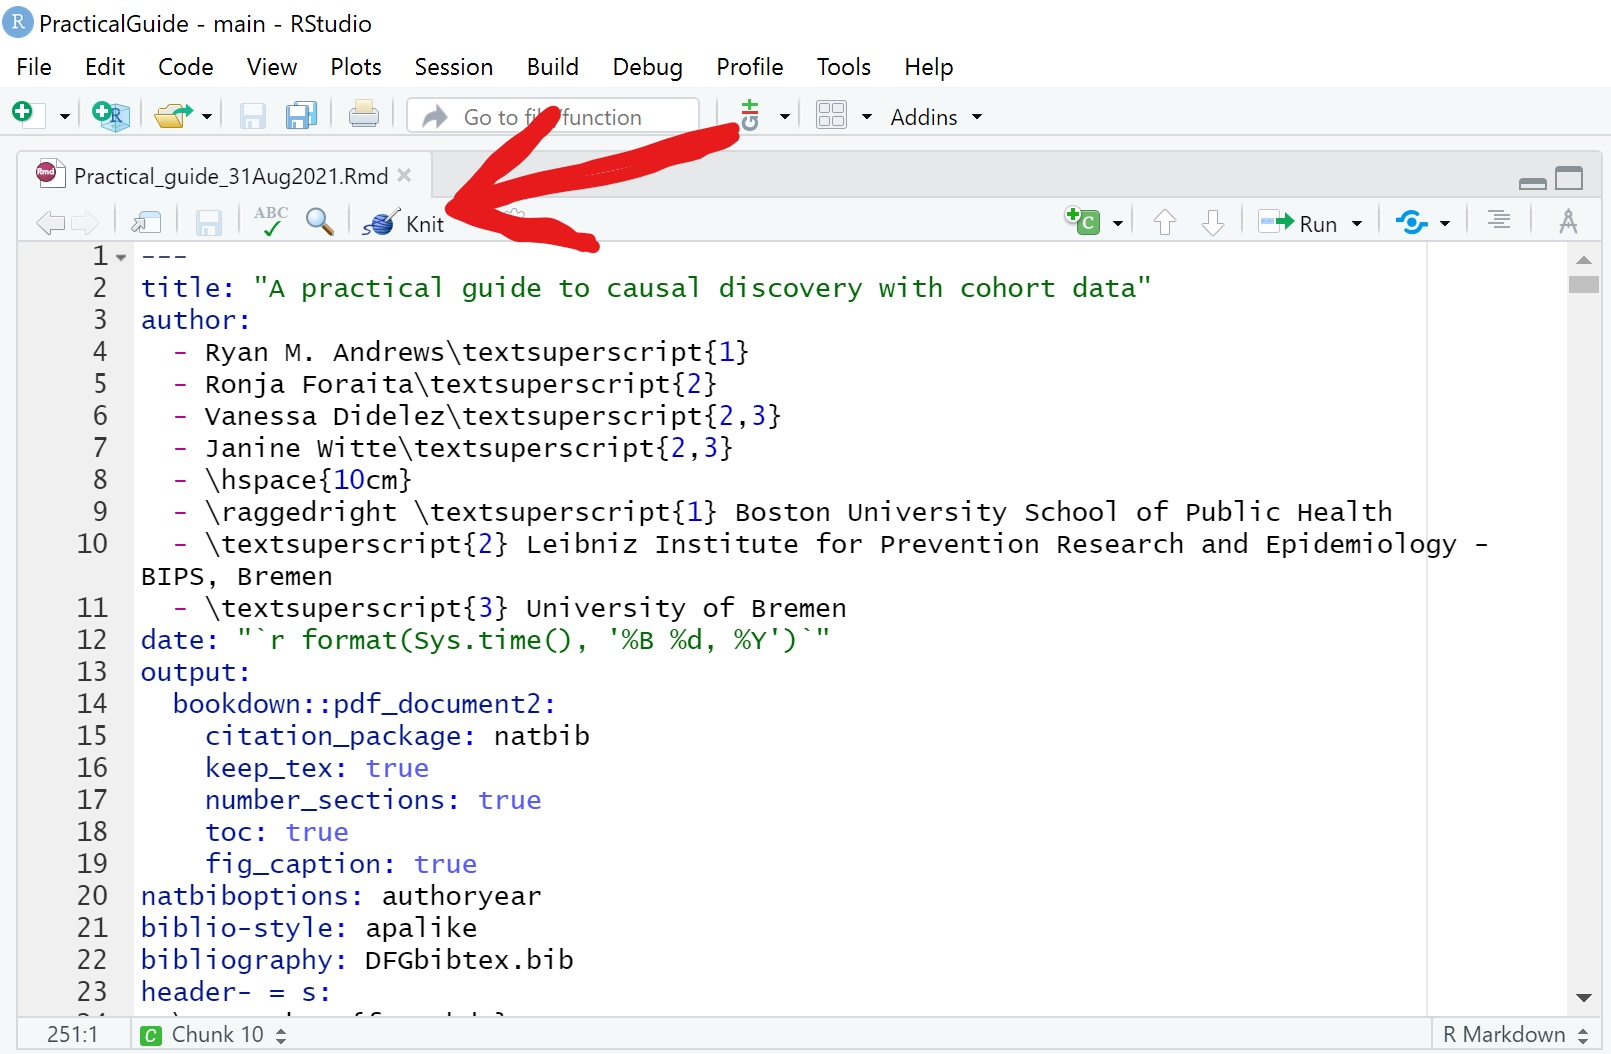 R PracticalGuide - main - RStudio
File Edit Code View Plots Session Build Debug Profile Tools Help
R Go to file/function Git Addins
Rmd Practical_guide_31Aug2021.Rmd
ABC Knit C Run
1 ---
2 title: "A practical guide to causal discovery with cohort data"
3 author:
4   - Ryan M. Andrews\textsuperscript{1}
5   - Ronja Foraita\textsuperscript{2}
6   - Vanessa Didelez\textsuperscript{2,3}
7   - Janine Witte\textsuperscript{2,3}
8   - \hspace{10cm}
9   - \raggedright \textsuperscript{1} Boston University School of Public Health
10   - \textsuperscript{2} Leibniz Institute for Prevention Research and Epidemiology -
BIPS, Bremen
11   - \textsuperscript{3} University of Bremen
12 date: "`r format(Sys.time(), '%B %d, %Y')`"
13 output:
14   bookdown::pdf_document2:
15     citation_package: natbib
16     keep_tex: true
17     number_sections: true
18     toc: true
19     fig_caption: true
20 natbiboptions: authoryear
21 biblio-style: apalike
22 bibliography: DFGbibtex.bib
23 header- = s:
251:1 C Chunk 10 R Markdown